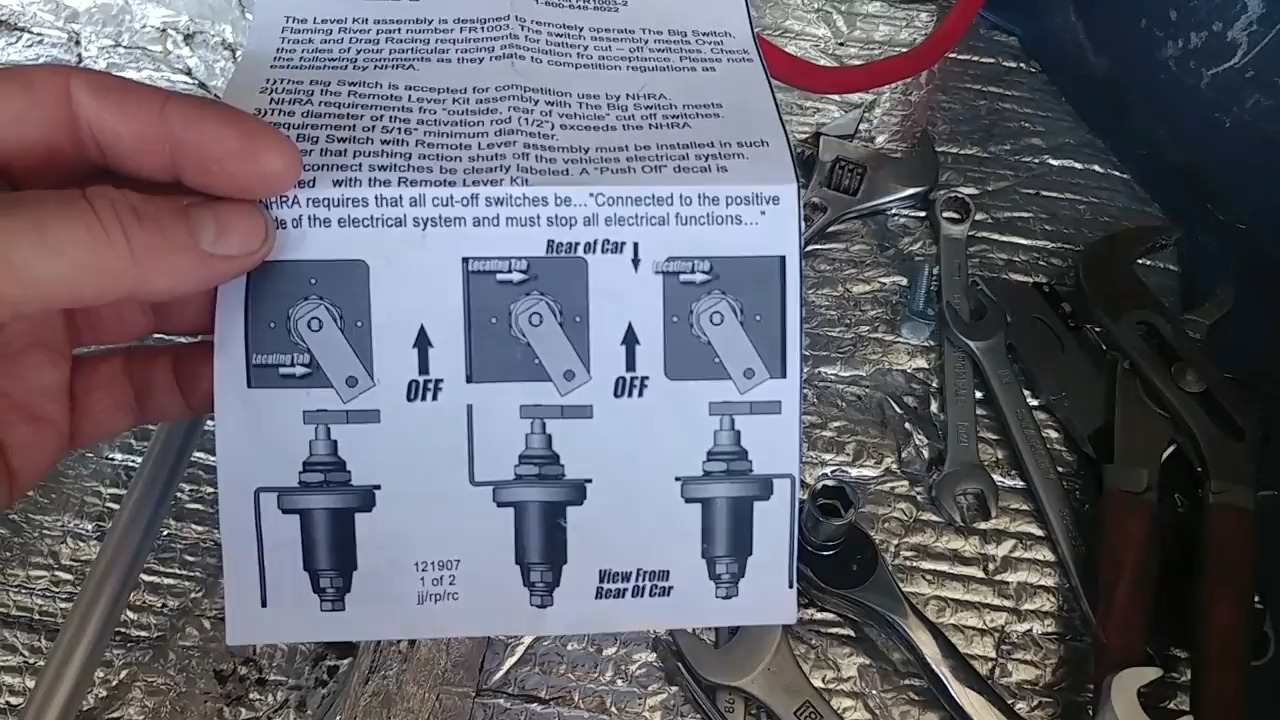 1-800-648-8022
The Level Kit assembly is designed to remotely operate The Big Switch,
Flaming River part number FR1003. The switch assembly meets Oval
Track and Drag Racing requirements for battery cut – off switches. Check
the rules of your particular racing association fro acceptance. Please note
the following comments as they relate to competition regulations as
established by NHRA.
1)The Big Switch is accepted for competition use by NHRA.
2)Using the Remote Lever Kit assembly with The Big Switch meets
NHRA requirements fro "outside, rear of vehicle" cut off switches.
3)The diameter of the activation rod (1/2") exceeds the NHRA
requirement of 5/16" minimum diameter.
Big Switch with Remote Lever assembly must be installed in such
er that pushing action shuts off the vehicles electrical system.
connect switches be clearly labeled. A "Push Off" decal is
ed with the Remote Lever Kit.
NHRA requires that all cut-off switches be..."Connected to the positive
de of the electrical system and must stop all electrical functions..."
Rear of Car
Locating Tab
Locating Tab
Locating Tab
OFF
OFF
121907
1 of 2
jj/rp/rc
View From
Rear Of Car